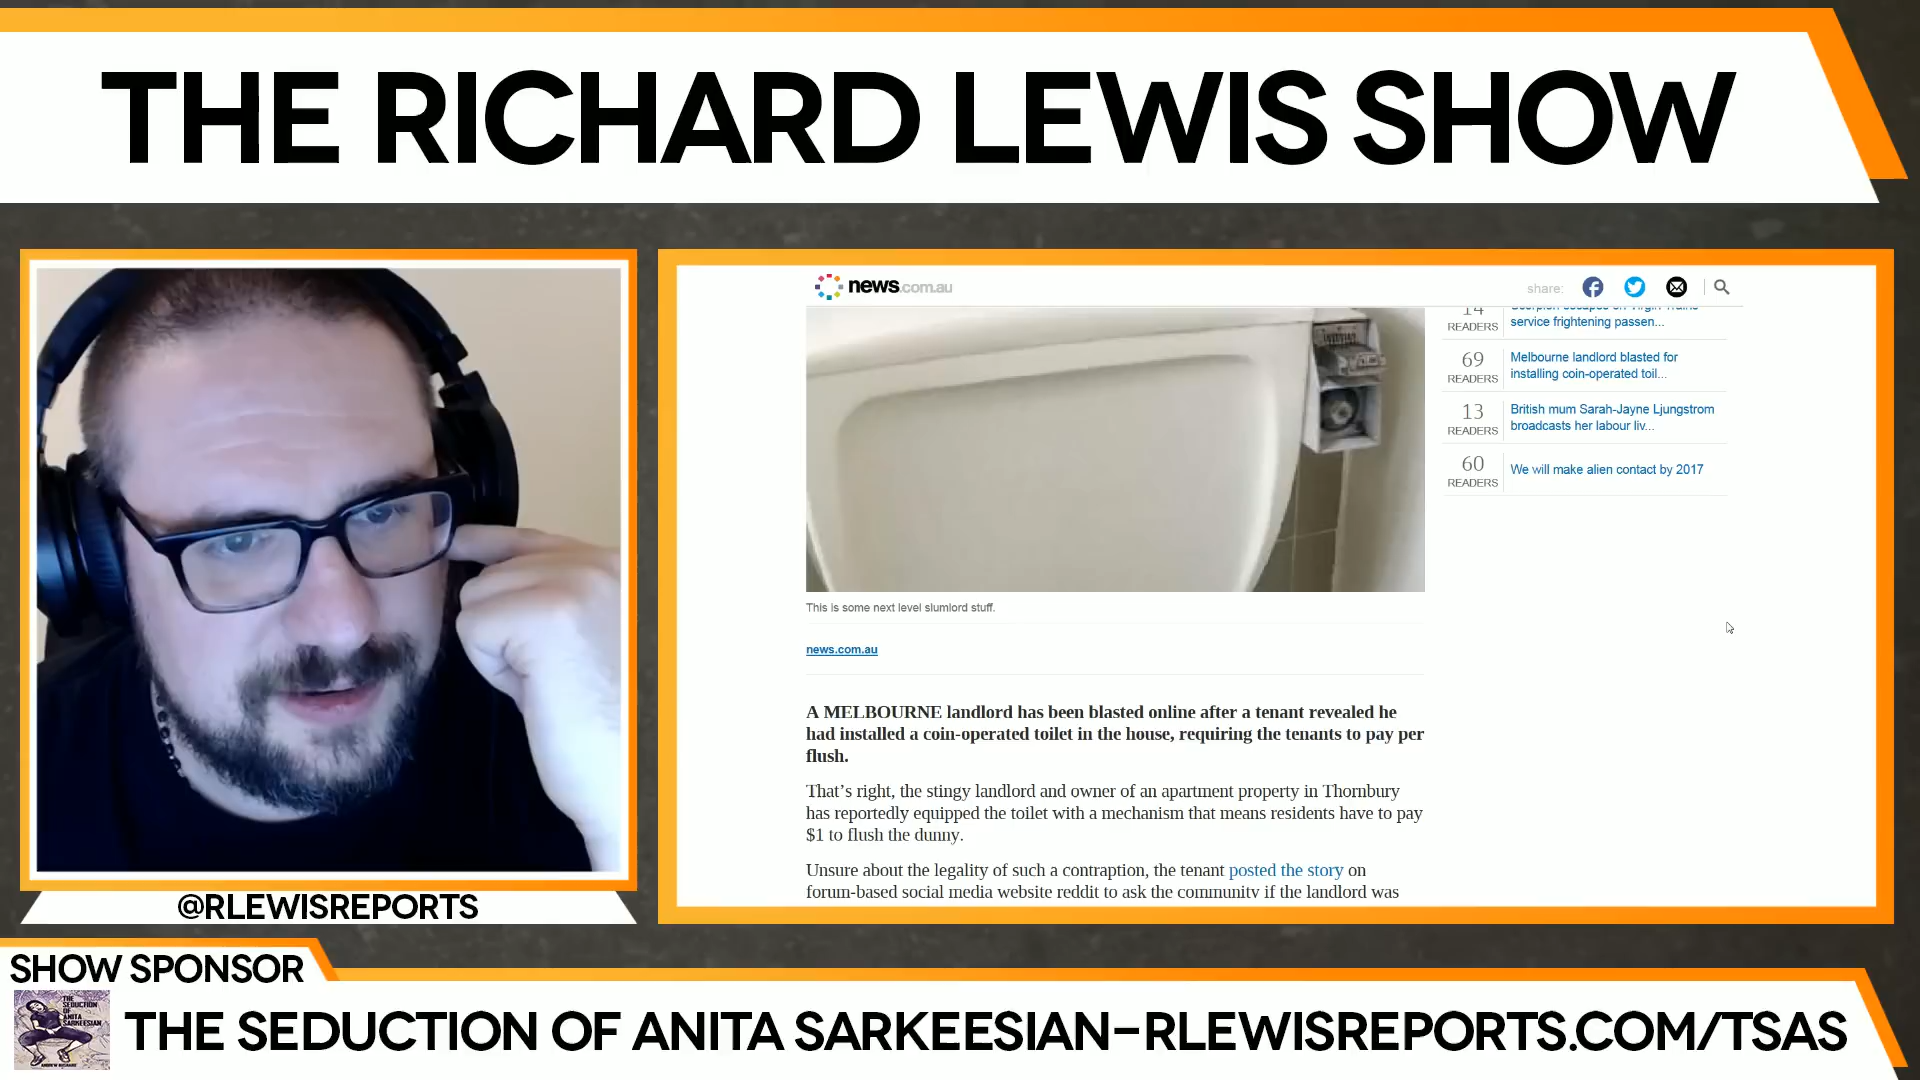 THE RICHARD LEWIS SHOW
news.com.au
share:
14
READERS
service frightening passen...
69
READERS
Melbourne landlord blasted for
installing coin-operated toil...
13
READERS
British mum Sarah-Jayne Ljungstrom
broadcasts her labour liv...
60
READERS
We will make alien contact by 2017
This is some next level slumlord stuff.
news.com.au
A MELBOURNE landlord has been blasted online after a tenant revealed he
had installed a coin-operated toilet in the house, requiring the tenants to pay per
flush.
That's right, the stingy landlord and owner of an apartment property in Thornbury
has reportedly equipped the toilet with a mechanism that means residents have to pay
$1 to flush the dunny.
Unsure about the legality of such a contraption, the tenant posted the story on
forum-based social media website reddit to ask the community if the landlord was
@RLEWISREPORTS
SHOW SPONSOR
THE
SEDUCTION
OF
ANITA
SARKEESIAN
THE SEDUCTION OF ANITA SARKEESIAN-RLEWISREPORTS.COM/TSAS